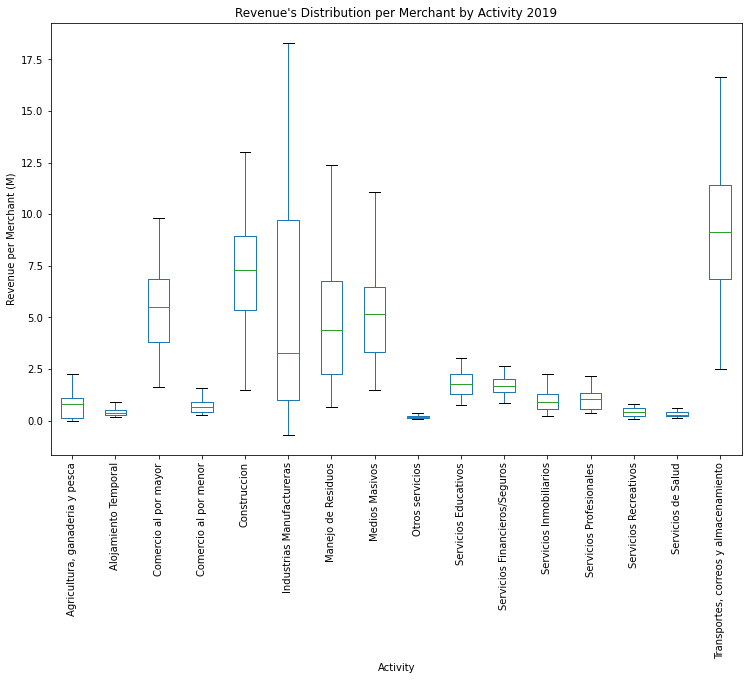 Revenue's Distribution per Merchant by Activity 2019
Revenue per Merchant (M)
17.5
15.0
12.5
10.0
7.5
5.0
2.5
0.0
Agricultura, ganaderia y pesca
Alojamiento Temporal
Comercio al por mayor
Comercio al por menor
Construccion
Industrias Manufactureras
Manejo de Residuos
Medios Masivos
Otros servicios
Servicios Educativos
Servicios Financieros/Seguros
Servicios Inmobiliarios
Servicios Profesionales
Servicios Recreativos
Servicios de Salud
Transportes, correos y almacenamiento
Activity